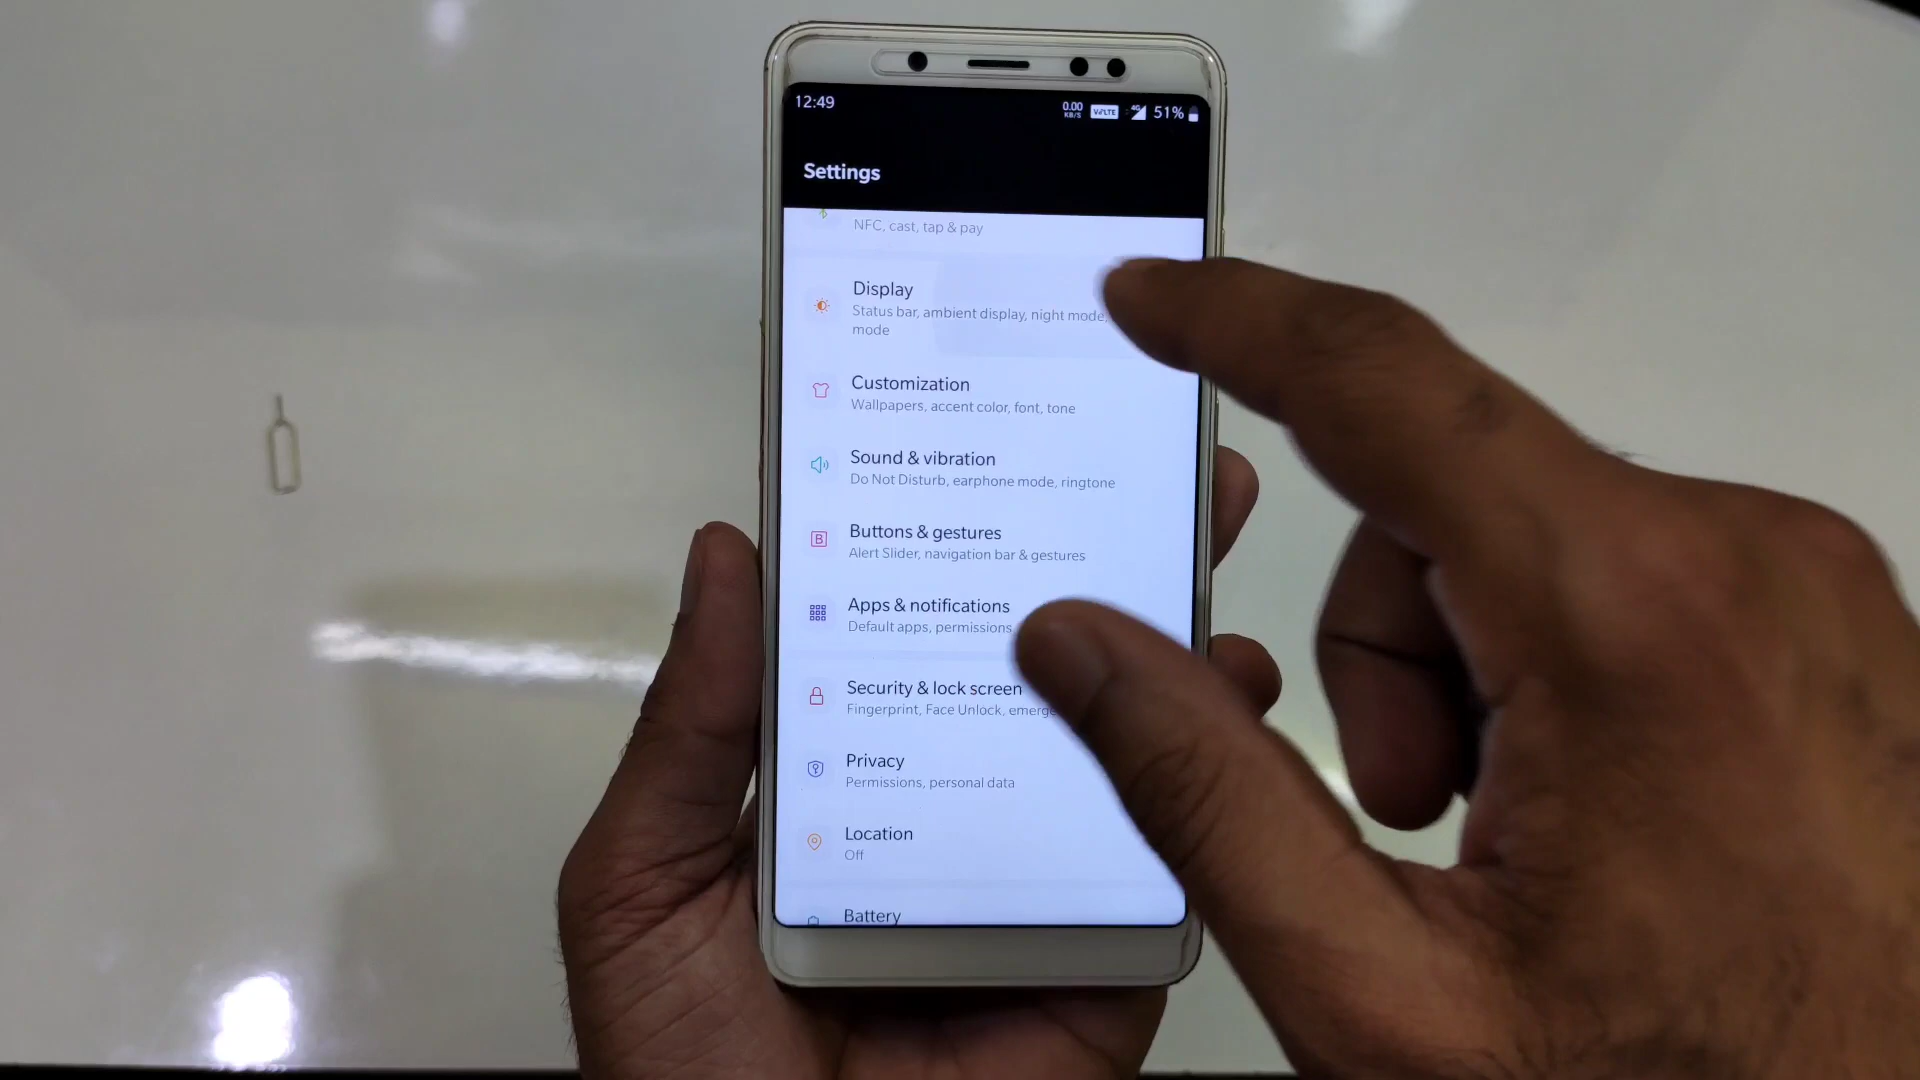 12:49
0.00
KB/S
VoLTE
4G
51%
Settings
NFC, cast, tap & pay
Display
Status bar, ambient display, night mode,
mode
Customization
Wallpapers, accent color, font, tone
Sound & vibration
Do Not Disturb, earphone mode, ringtone
B
Buttons & gestures
Alert Slider, navigation bar & gestures
Apps & notifications
Default apps, permissions
Security & lock screen
Fingerprint, Face Unlock, emerge
Privacy
Permissions, personal data
Location
Off
Battery